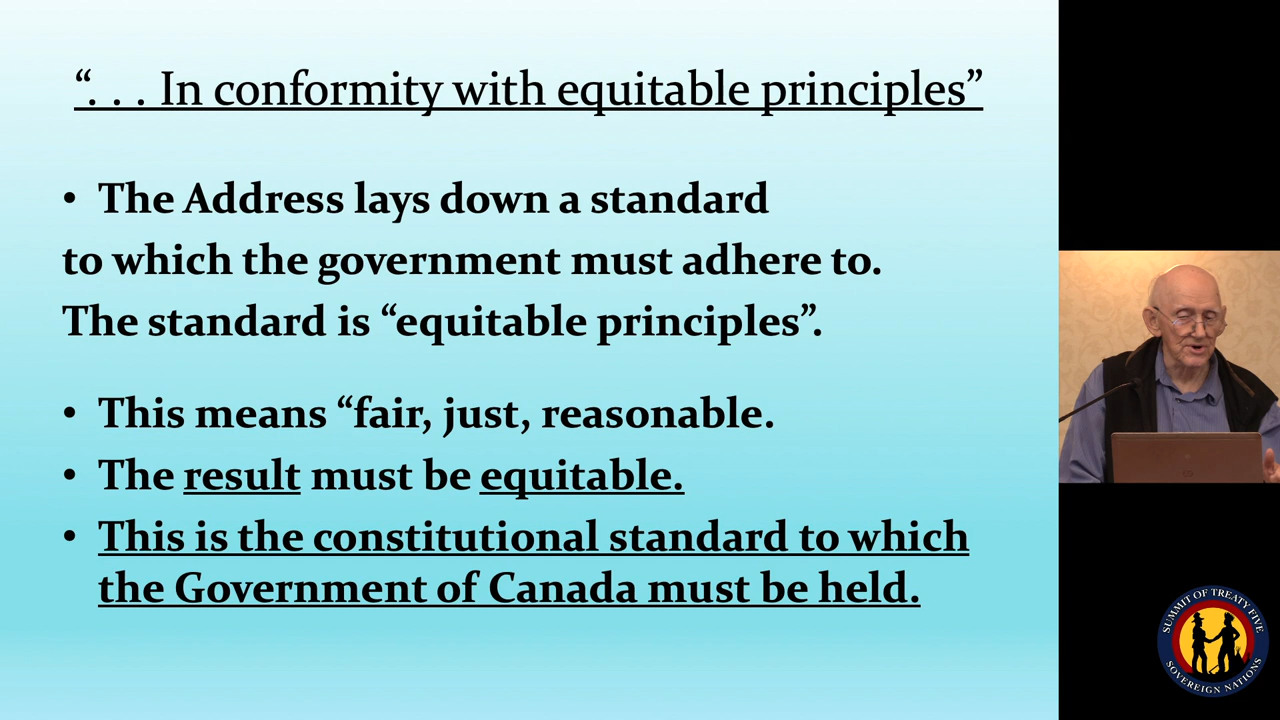 “. . . In conformity with equitable principles”
• The Address lays down a standard
to which the government must adhere to.
The standard is “equitable principles”.
• This means “fair, just, reasonable.
• The result must be equitable.
• This is the constitutional standard to which
the Government of Canada must be held.
SUMMIT OF TREATY FIVE
SOVEREIGN NATIONS